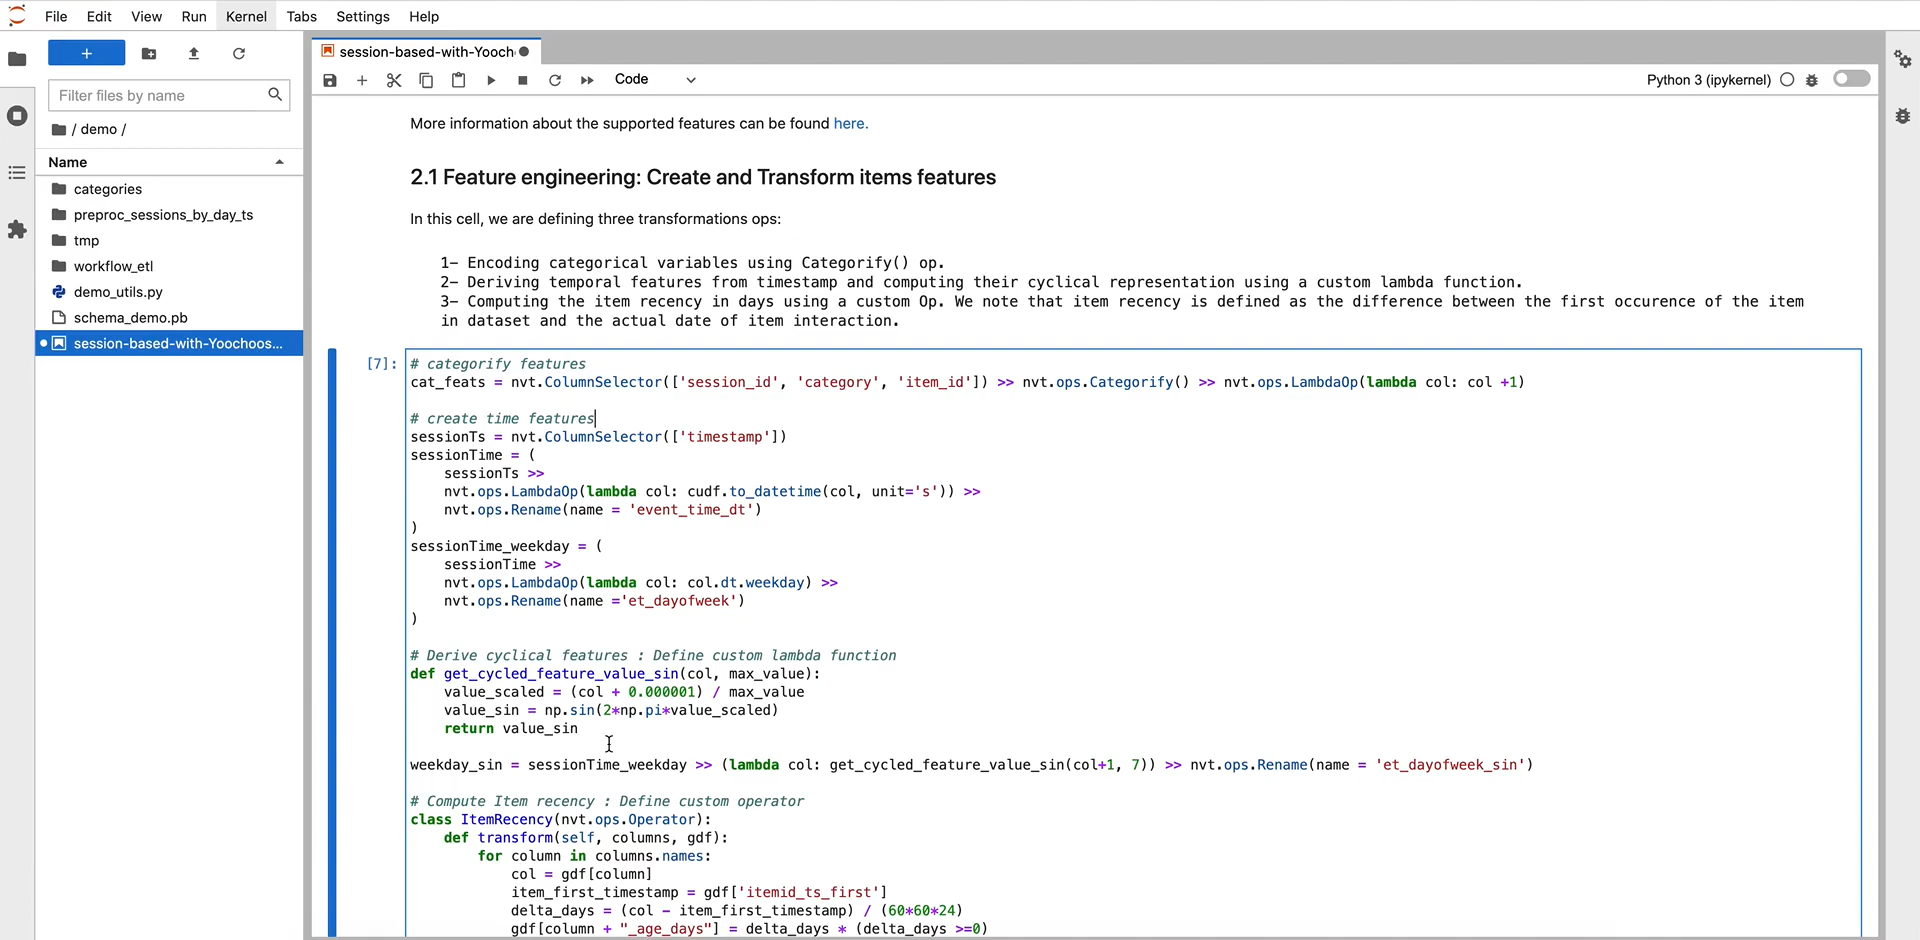 File Edit View Run Kernel Tabs Settings Help
+
Filter files by name
/ demo /
Name
categories
preproc_sessions_by_day_ts
tmp
workflow_etl
demo_utils.py
schema_demo.pb
session-based-with-Yoochoos...
session-based-with-Yooch
Code
Python 3 (ipykernel)
More information about the supported features can be found here.
2.1 Feature engineering: Create and Transform items features
In this cell, we are defining three transformations ops:
1- Encoding categorical variables using Categorify() op.
2- Deriving temporal features from timestamp and computing their cyclical representation using a custom lambda function.
3- Computing the item recency in days using a custom Op. We note that item recency is defined as the difference between the first occurence of the item
in dataset and the actual date of item interaction.
[7]:
# categorify features
cat_feats = nvt.ColumnSelector(['session_id', 'category', 'item_id']) >> nvt.ops.Categorify() >> nvt.ops.LambdaOp(lambda col: col +1)
# create time features
sessionTs = nvt.ColumnSelector(['timestamp'])
sessionTime = (
    sessionTs >>
    nvt.ops.LambdaOp(lambda col: cudf.to_datetime(col, unit='s')) >>
    nvt.ops.Rename(name = 'event_time_dt')
)
sessionTime_weekday = (
    sessionTime >>
    nvt.ops.LambdaOp(lambda col: col.dt.weekday) >>
    nvt.ops.Rename(name ='et_dayofweek')
)
# Derive cyclical features : Define custom lambda function
def get_cycled_feature_value_sin(col, max_value):
    value_scaled = (col + 0.000001) / max_value
    value_sin = np.sin(2*np.pi*value_scaled)
    return value_sin
weekday_sin = sessionTime_weekday >> (lambda col: get_cycled_feature_value_sin(col+1, 7)) >> nvt.ops.Rename(name = 'et_dayofweek_sin')
# Compute Item recency : Define custom operator
class ItemRecency(nvt.ops.Operator):
    def transform(self, columns, gdf):
        for column in columns.names:
            col = gdf[column]
            item_first_timestamp = gdf['itemid_ts_first']
            delta_days = (col - item_first_timestamp) / (60*60*24)
            gdf[column + "_age_days"] = delta_days * (delta_days >=0)